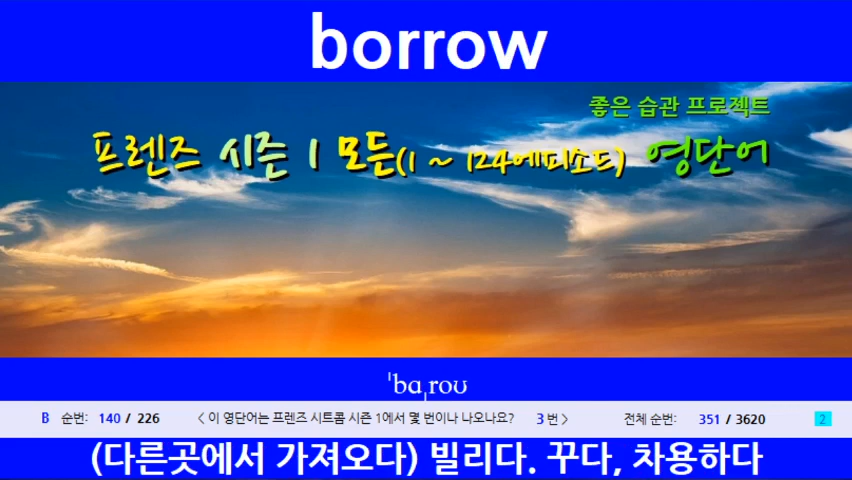 borrow
좋은 습관 프로젝트
프렌즈 시즌 1 모든(1 ~ 124에피소드) 영단어
ˈbɑˌroʊ
B 순번: 140 / 226 < 이 영단어는 프렌즈 시트콤 시즌 1에서 몇 번이나 나오나요? 3 번 > 전체 순번: 351 / 3620 2
(다른곳에서 가져오다) 빌리다. 꾸다, 차용하다